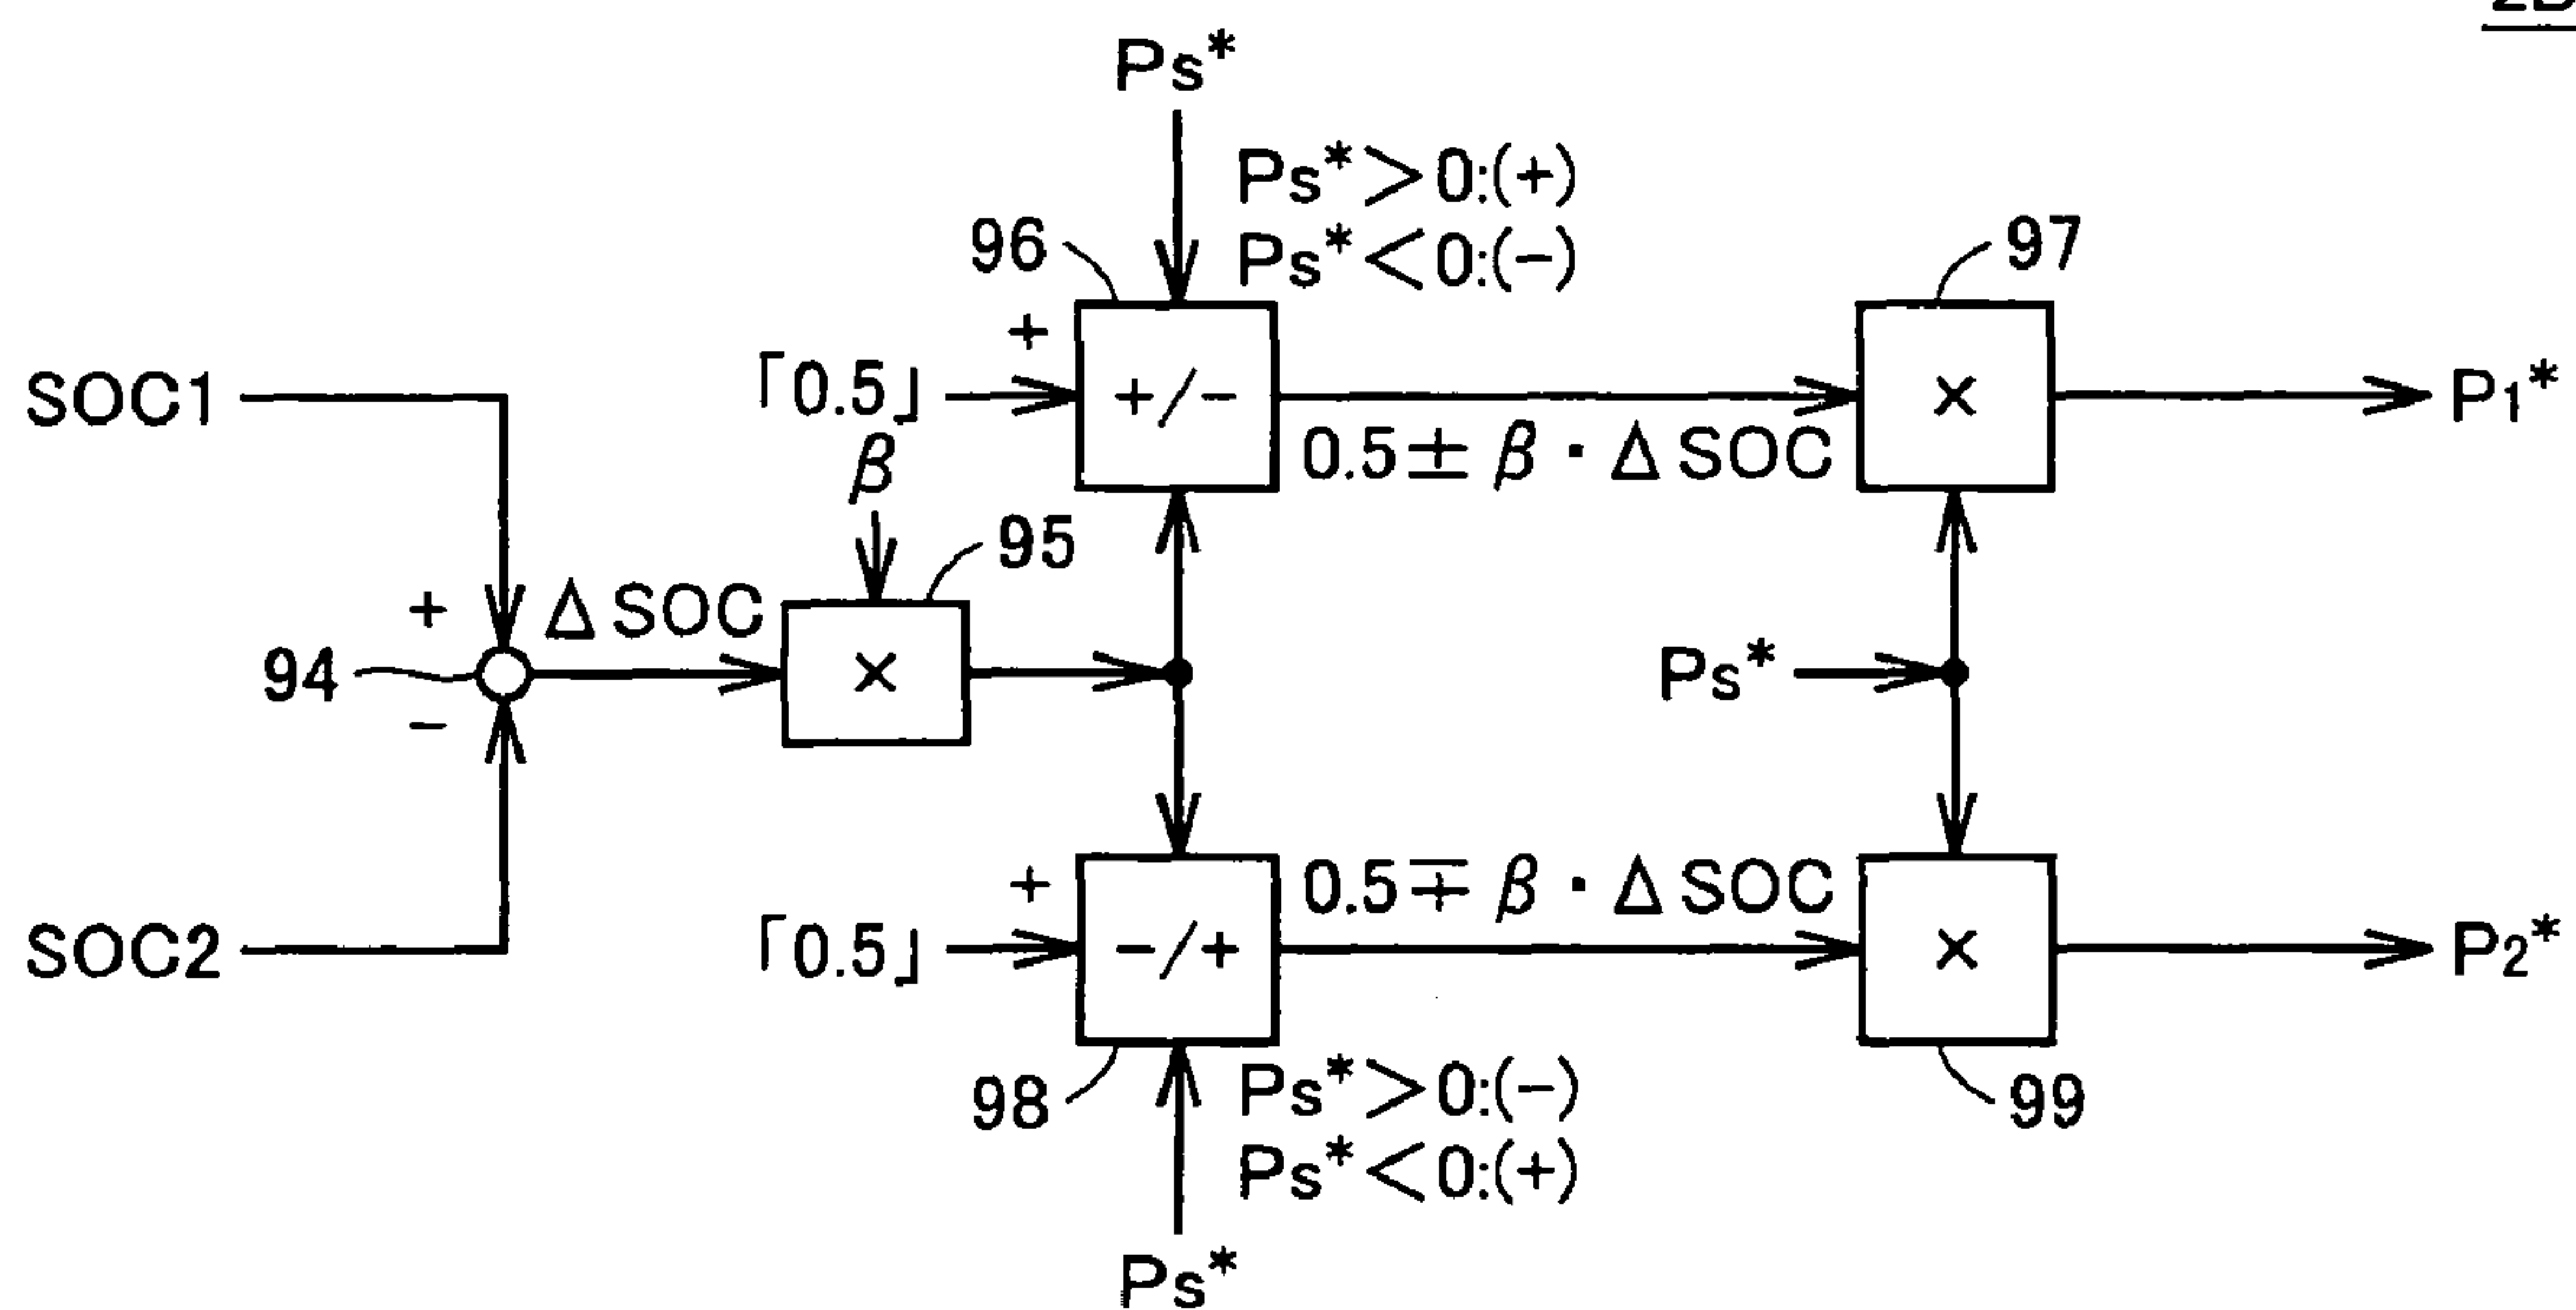 Ps*
Ps*>0:(+)
Ps*<0:(-)
96
97
+
「0.5」
+/-
×
P1*
SOC1
0.5± β・ΔSOC
β
95
+
ΔSOC
94
×
Ps*
-
+
0.5∓ β・ΔSOC
SOC2
「0.5」
-/+
×
P2*
98
Ps*>0:(-)
99
Ps*<0:(+)
Ps*